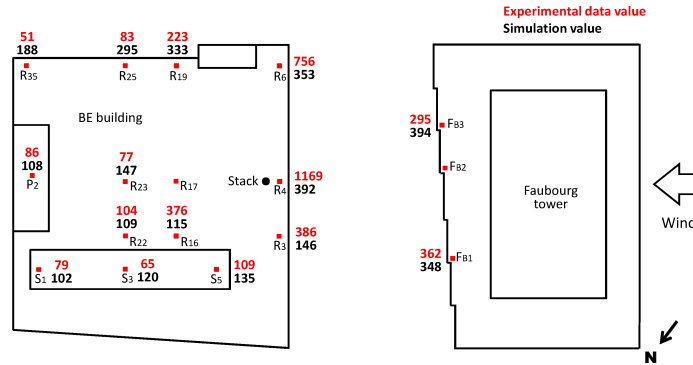 Experimental data value
Simulation value
51
188
R35
83
295
R25
223
333
R19
756
353
R6
BE building
86
108
P2
77
147
R23
R17
Stack
1169
392
R4
104
109
R22
376
115
R16
386
146
R3
79
102
S1
65
120
S3
109
135
S5
295
394
FB3
FB2
362
348
FB1
Faubourg
tower
Wind
N